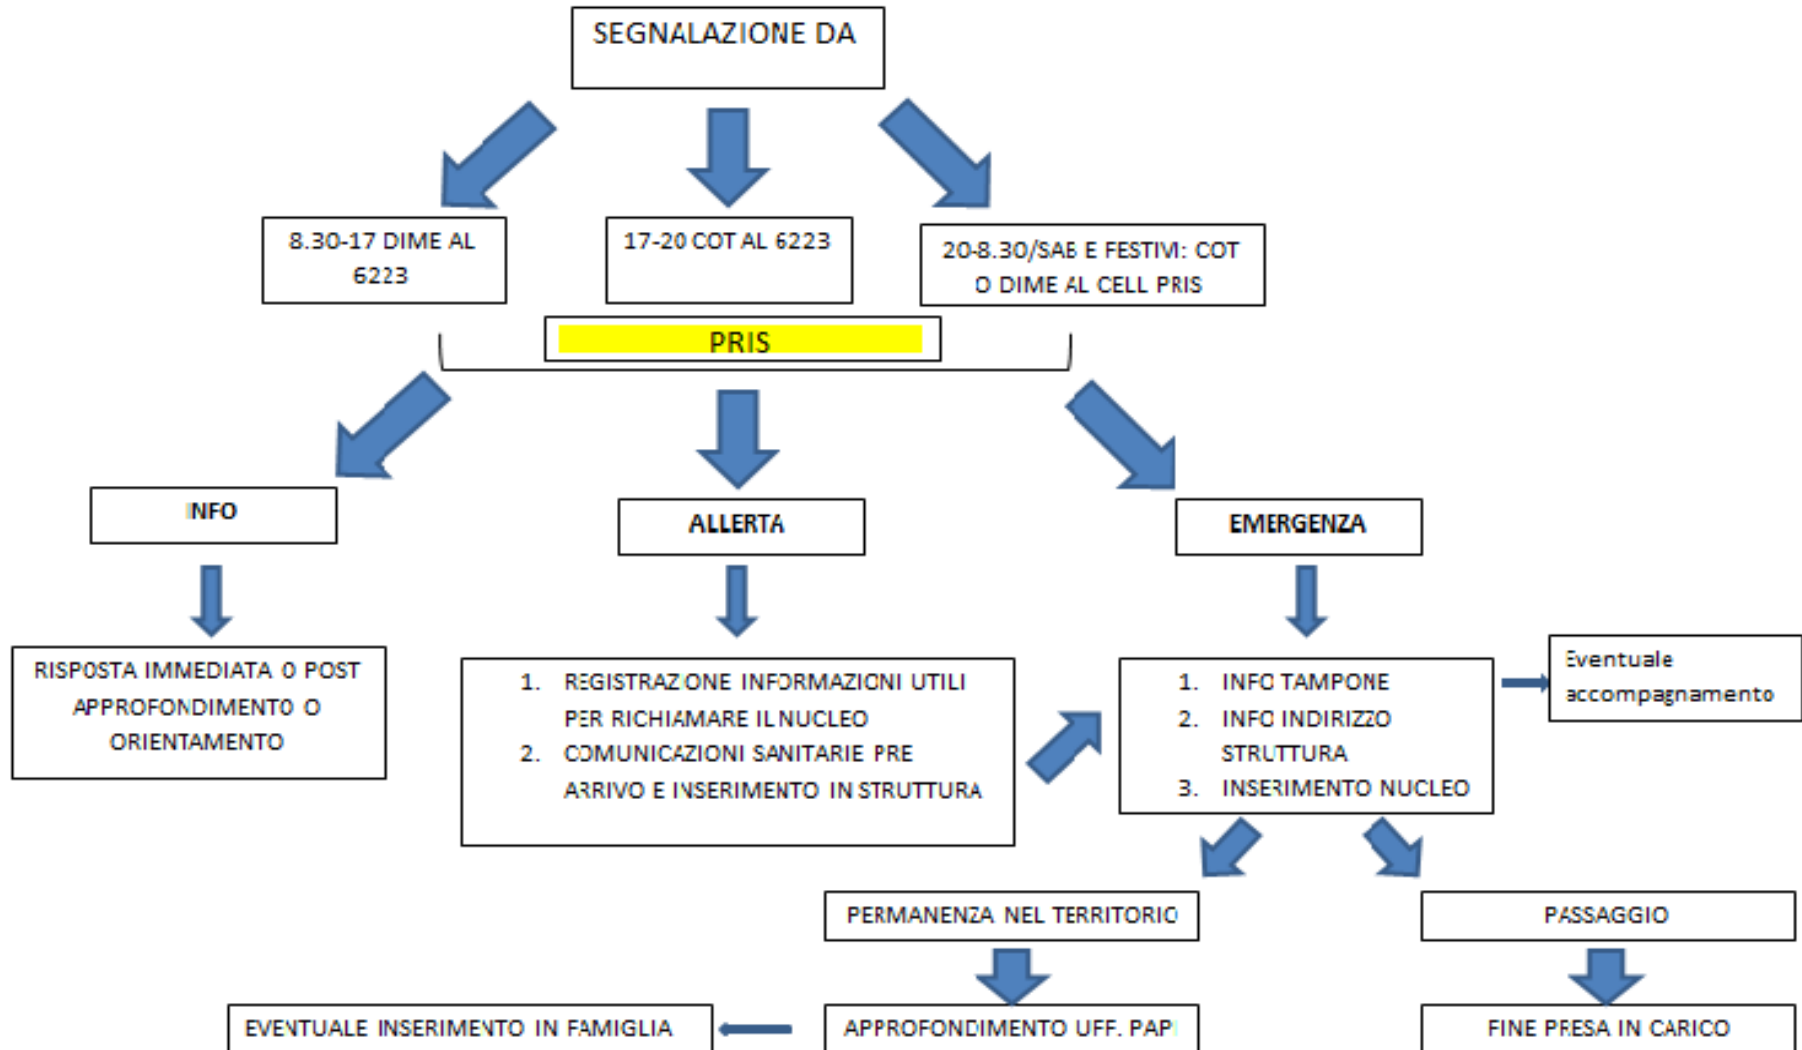 SEGNALAZIONE DA
8.30-17 DIME AL
6223
17-20 COT AL 6223
20-8.30/SAB E FESTIVI: COT
O DIME AL CELL PRIS
PRIS
INFO
ALLERTA
EMERGENZA
RISPOSTA IMMEDIATA O POST
APPROFONDIMENTO O
ORIENTAMENTO
1. REGISTRAZIONE INFORMAZIONI UTILI
PER RICHIAMARE IL NUCLEO
2. COMUNICAZIONI SANITARIE PRE
ARRIVO E INSERIMENTO IN STRUTTURA
1. INFO TAMPONE
2. INFO INDIRIZZO
STRUTTURA
3. INSERIMENTO NUCLEO
Eventuale
accompagnamento
PERMANENZA NEL TERRITORIO
PASSAGGIO
EVENTUALE INSERIMENTO IN FAMIGLIA
APPROFONDIMENTO UFF. PAPI
FINE PRESA IN CARICO